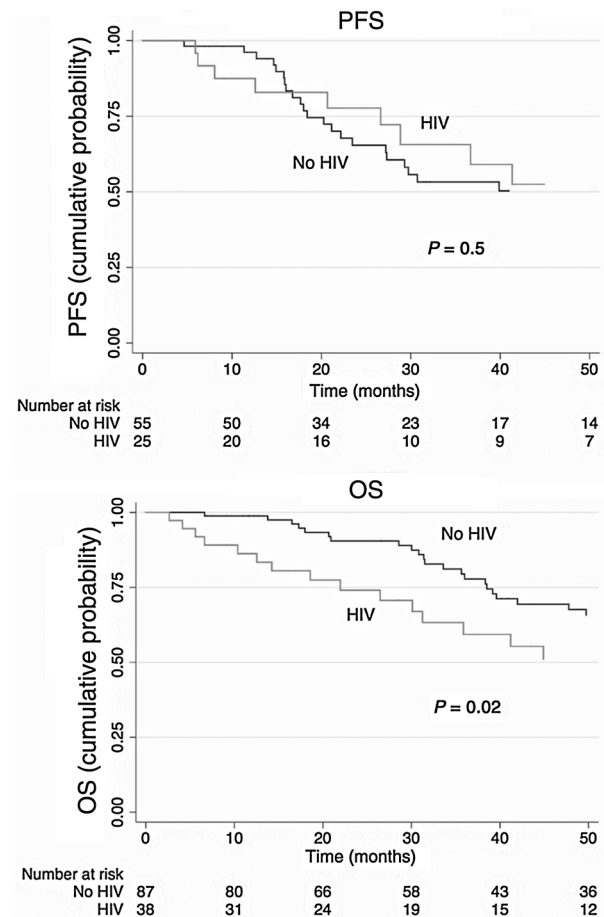 PFS
PFS (cumulative probability)
1.00
0.75
0.50
0.25
0.00
HIV
No HIV
P = 0.5
0 10 20 30 40 50
Time (months)
Number at risk
No HIV 55 50 34 23 17 14
HIV 25 20 16 10 9 7
OS
OS (cumulative probability)
1.00
0.75
0.50
0.25
0.00
No HIV
HIV
P = 0.02
0 10 20 30 40 50
Time (months)
Number at risk
No HIV 87 80 66 58 43 36
HIV 38 31 24 19 15 12